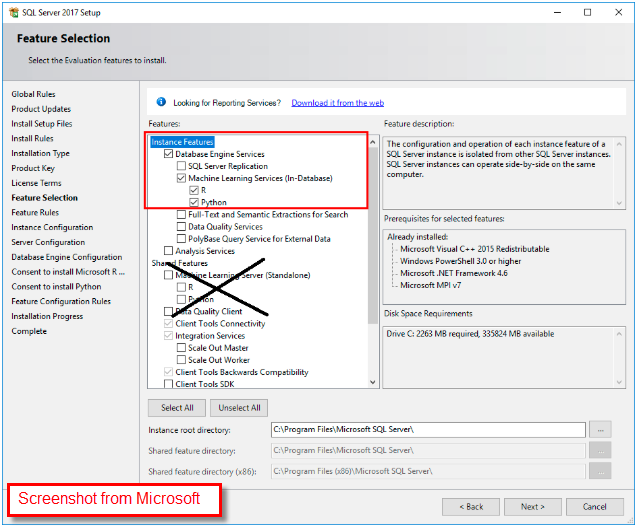 SQL Server 2017 Setup
Feature Selection
Select the Evaluation features to install.
Global Rules
Product Updates
Install Setup Files
Install Rules
Installation Type
Product Key
License Terms
Feature Selection
Feature Rules
Instance Configuration
Server Configuration
Database Engine Configuration
Consent to install Microsoft R ...
Consent to install Python
Feature Configuration Rules
Installation Progress
Complete
Looking for Reporting Services? Download it from the web
Features:
Instance Features
Database Engine Services
SQL Server Replication
Machine Learning Services (In-Database)
R
Python
Full-Text and Semantic Extractions for Search
Data Quality Services
PolyBase Query Service for External Data
Analysis Services
Shared Features
Machine Learning Server (Standalone)
R
Python
Data Quality Client
Client Tools Connectivity
Integration Services
Scale Out Master
Scale Out Worker
Client Tools Backwards Compatibility
Client Tools SDK
Feature description:
The configuration and operation of each instance feature of a
SQL Server instance is isolated from other SQL Server instances.
SQL Server instances can operate side-by-side on the same
computer.
Prerequisites for selected features:
Already installed:
Microsoft Visual C++ 2015 Redistributable
Windows PowerShell 3.0 or higher
Microsoft .NET Framework 4.6
Microsoft MPI v7
Disk Space Requirements
Drive C: 2263 MB required, 335824 MB available
Select All
Unselect All
Instance root directory:
C:\Program Files\Microsoft SQL Server\
...
Shared feature directory:
C:\Program Files\Microsoft SQL Server\
...
Shared feature directory (x86):
C:\Program Files (x86)\Microsoft SQL Server\
...
Screenshot from Microsoft
< Back
Next >
Cancel